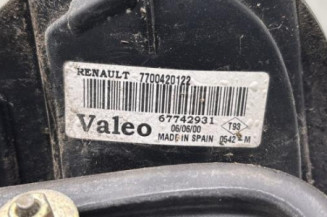 RENAULT 7700420122
67742931
Valeo 06/06/00 T93
MADE IN SPAIN 0542 M